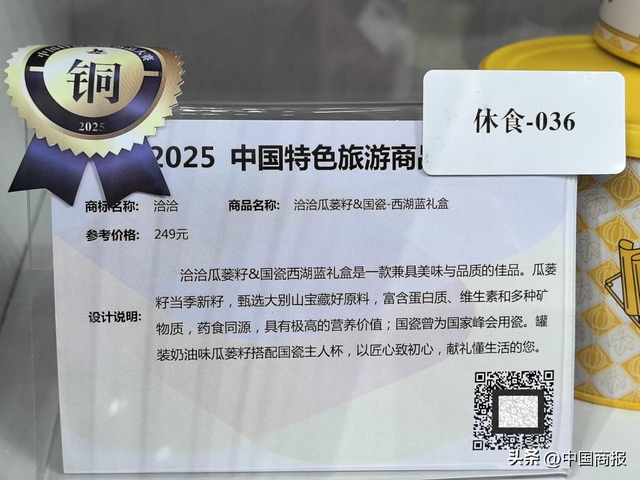 铜
2025
休食-036
2025 中国特色旅游商品
商标名称： 洽洽 商品名称： 洽洽瓜蒌籽&国瓷-西湖蓝礼盒
参考价格： 249元
设计说明：
洽洽瓜蒌籽&国瓷西湖蓝礼盒是一款兼具美味与品质的佳品。瓜蒌
籽当季新籽，甄选大别山宝藏好原料，富含蛋白质、维生素和多种矿
物质，药食同源，具有极高的营养价值；国瓷曾为国家峰会用瓷。罐
装奶油味瓜蒌籽搭配国瓷主人杯，以匠心致初心，献礼懂生活的您。
头条 @中国商报